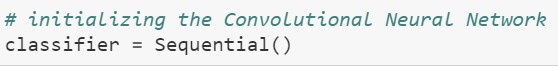 # initializing the Convolutional Neural Network
classifier = Sequential()